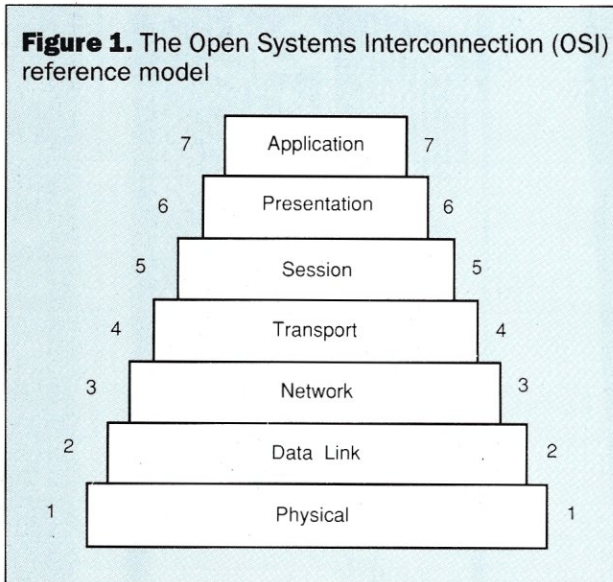 Figure 1. The Open Systems Interconnection (OSI)
reference model
7 Application 7
6 Presentation 6
5 Session 5
4 Transport 4
3 Network 3
2 Data Link 2
1 Physical 1